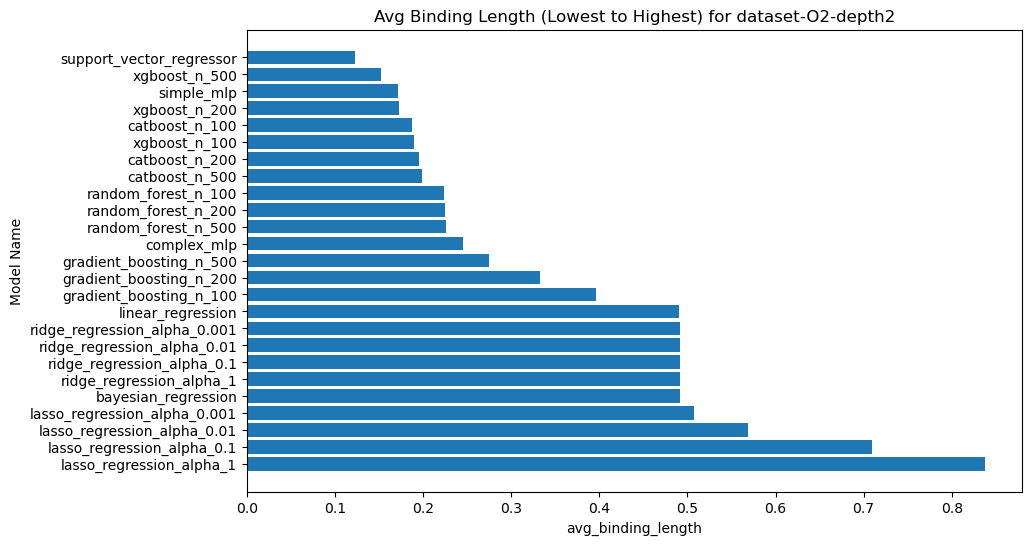 Avg Binding Length (Lowest to Highest) for dataset-O2-depth2
Model Name
support_vector_regressor
xgboost_n_500
simple_mlp
xgboost_n_200
catboost_n_100
xgboost_n_100
catboost_n_200
catboost_n_500
random_forest_n_100
random_forest_n_200
random_forest_n_500
complex_mlp
gradient_boosting_n_500
gradient_boosting_n_200
gradient_boosting_n_100
linear_regression
ridge_regression_alpha_0.001
ridge_regression_alpha_0.01
ridge_regression_alpha_0.1
ridge_regression_alpha_1
bayesian_regression
lasso_regression_alpha_0.001
lasso_regression_alpha_0.01
lasso_regression_alpha_0.1
lasso_regression_alpha_1
0.0 0.1 0.2 0.3 0.4 0.5 0.6 0.7 0.8
avg_binding_length